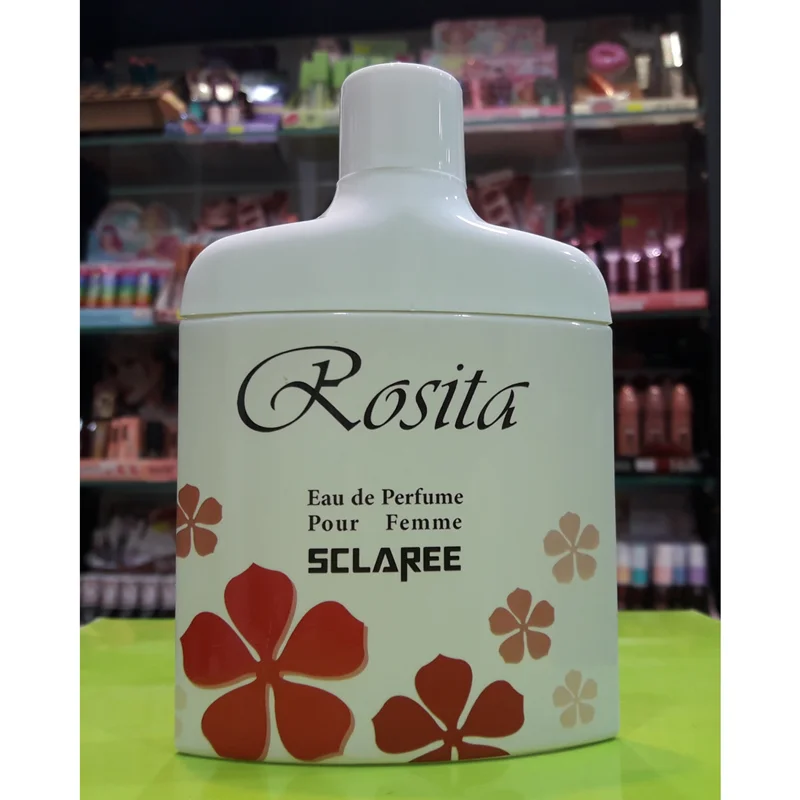 Rosita
Eau de Perfume
Pour Femme
SCLAREE